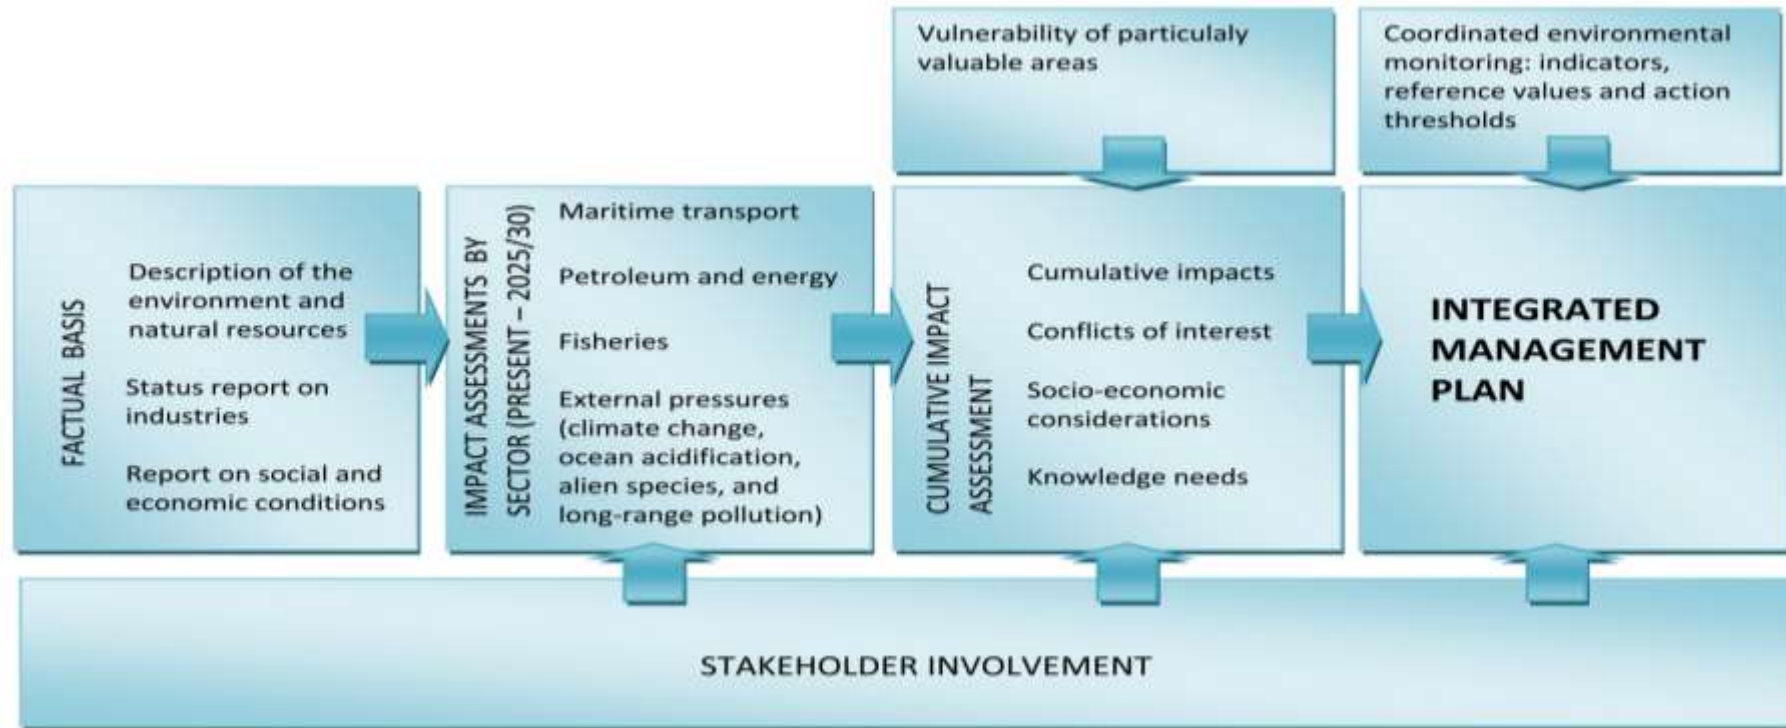 Vulnerability of particulaly
valuable areas
Coordinated environmental
monitoring: indicators,
reference values and action
thresholds
FACTUAL BASIS
Description of the
environment and
natural resources
Status report on
industries
Report on social and
economic conditions
IMPACT ASSESSMENTS BY
SECTOR (PRESENT – 2025/30)
Maritime transport
Petroleum and energy
Fisheries
External pressures
(climate change,
ocean acidification,
alien species, and
long-range pollution)
CUMULATIVE IMPACT
ASSESSMENT
Cumulative impacts
Conflicts of interest
Socio-economic
considerations
Knowledge needs
INTEGRATED
MANAGEMENT
PLAN
STAKEHOLDER INVOLVEMENT